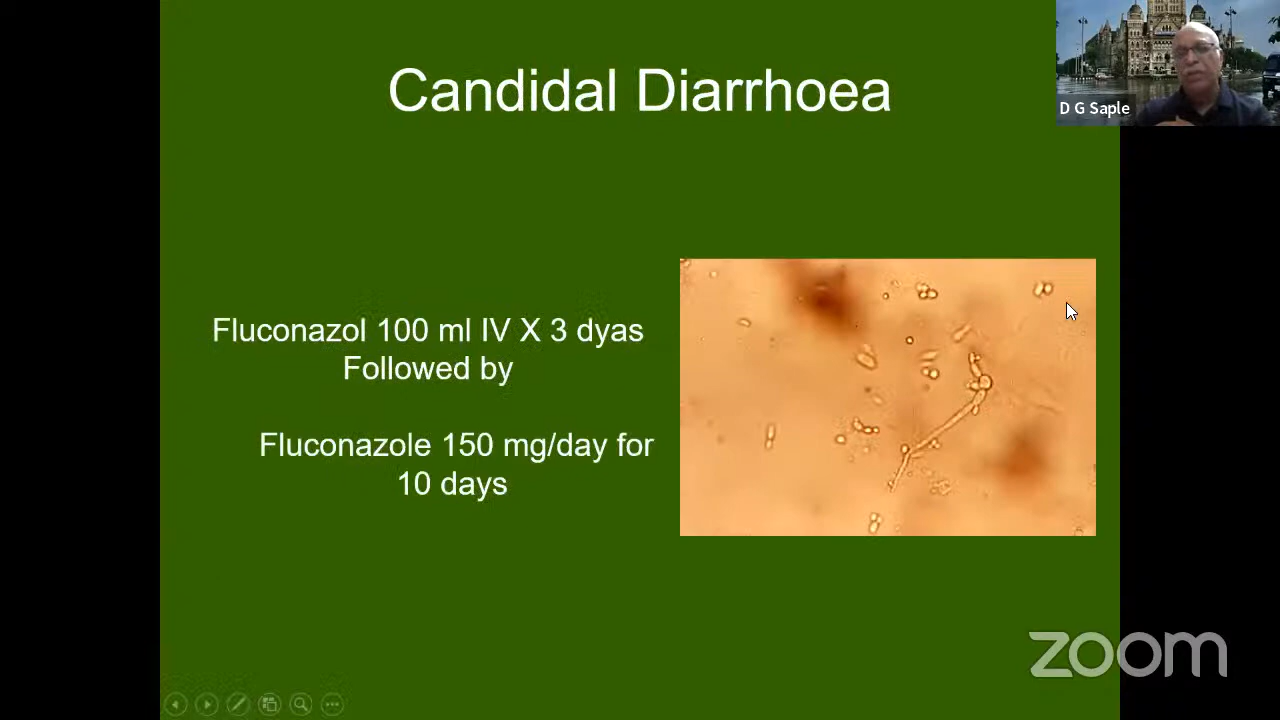 Candidal Diarrhoea
D G Saple
Fluconazol 100 ml IV X 3 dyas
Followed by
Fluconazole 150 mg/day for
10 days
zoom